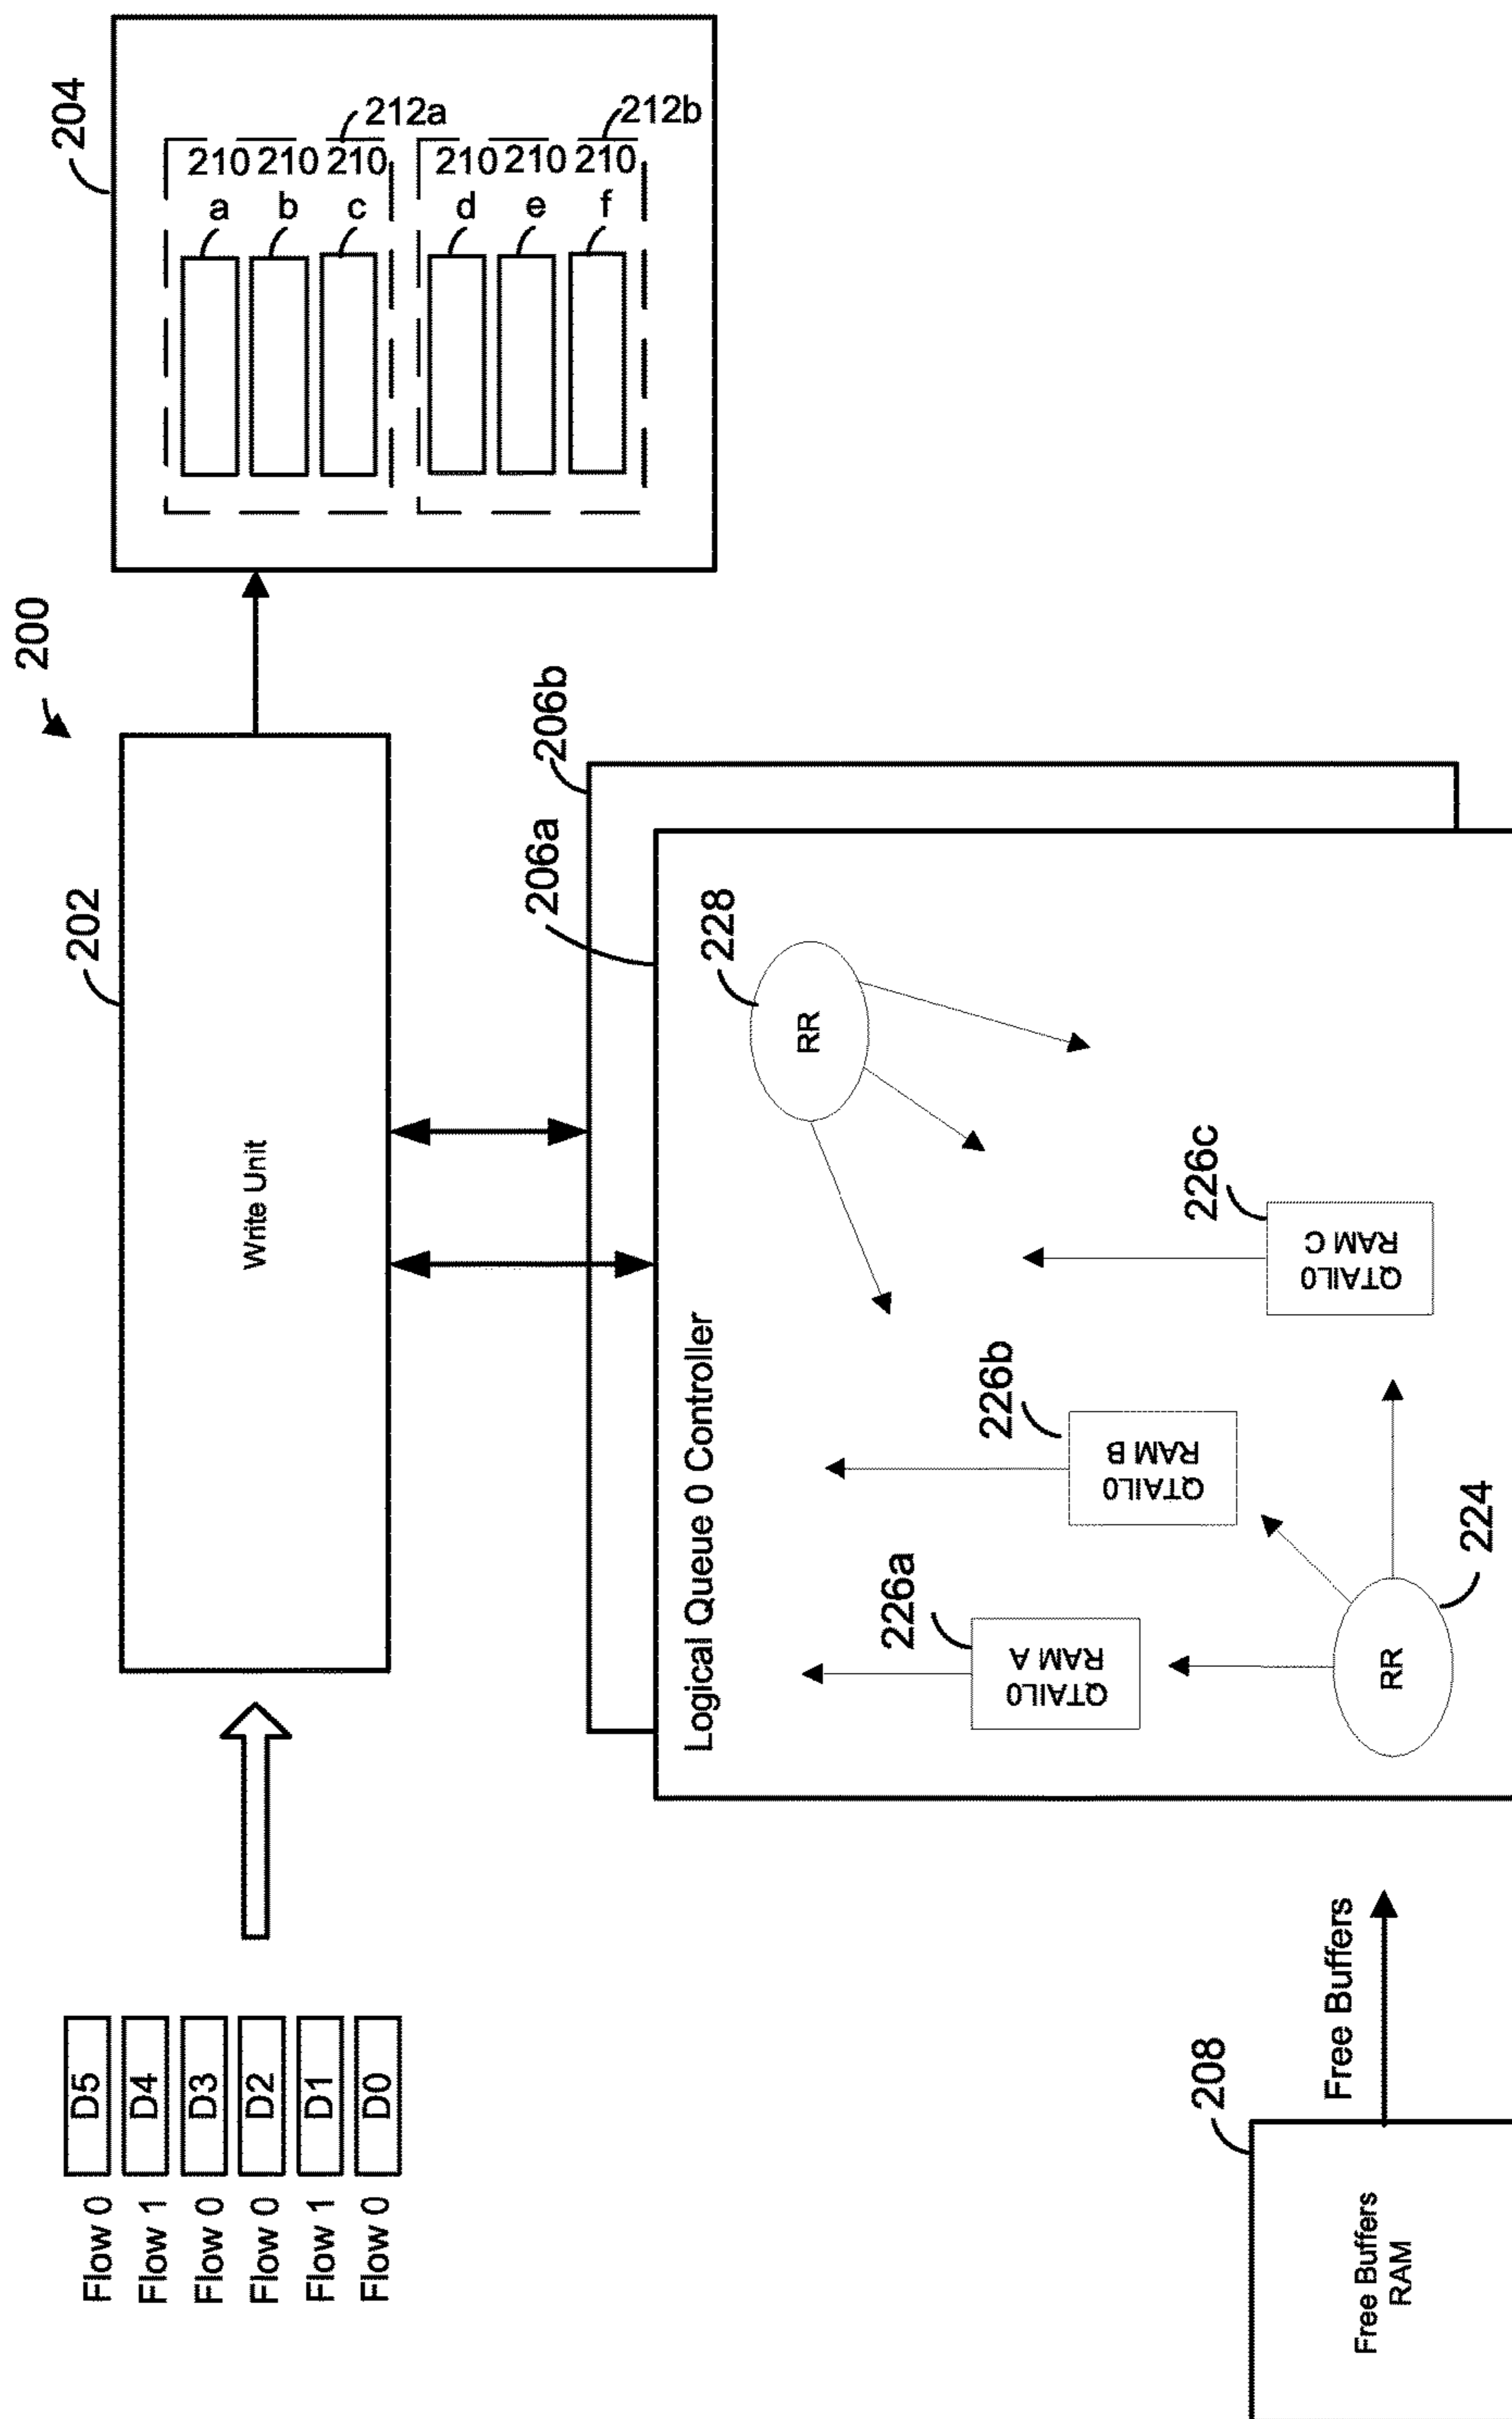 200
202
204
212a
210 210 210
a b c
212b
210 210 210
d e f
Flow 0 D5
Flow 1 D4
Flow 0 D3
Flow 0 D2
Flow 1 D1
Flow 0 D0
Write Unit
206b
206a
Logical Queue 0 Controller
228
RR
226a
QTAIL0
RAM A
226b
QTAIL0
RAM B
226c
QTAIL0
RAM C
RR
224
208
Free Buffers
RAM
Free Buffers